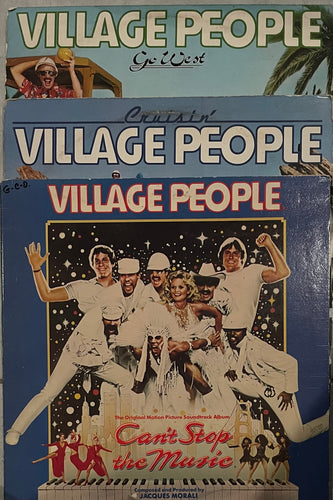 VILLAGE PEOPLE
Go West
Cruisin'
VILLAGE PEOPLE
G.C.D.
VILLAGE PEOPLE
The Original Motion Picture Soundtrack Album
Can't Stop
the Music
Composed and Produced by
JACQUES MORALI